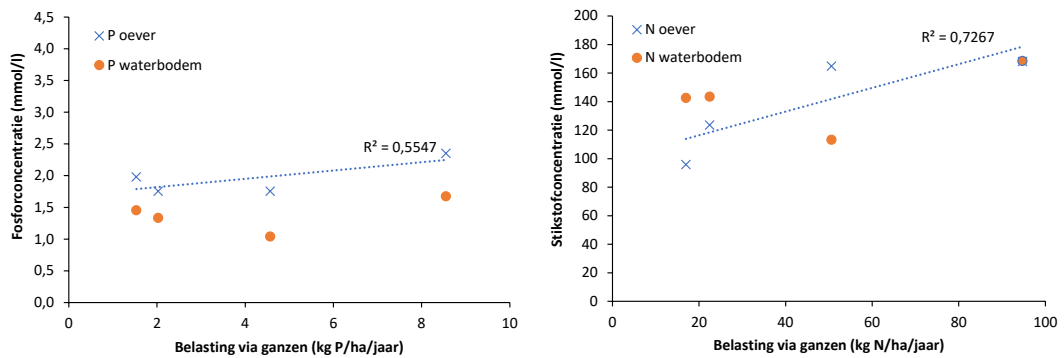 4,5
4,0
3,5
3,0
2,5
2,0
1,5
1,0
0,5
0,0
Fosforconcentratie (mmol/l)
P oever
P waterbodem
R² = 0,5547
0 2 4 6 8 10
Belasting via ganzen (kg P/ha/jaar)
200
180
160
140
120
100
80
60
40
20
0
Stikstofconcentratie (mmol/l)
N oever
N waterbodem
R² = 0,7267
0 20 40 60 80 100
Belasting via ganzen (kg N/ha/jaar)